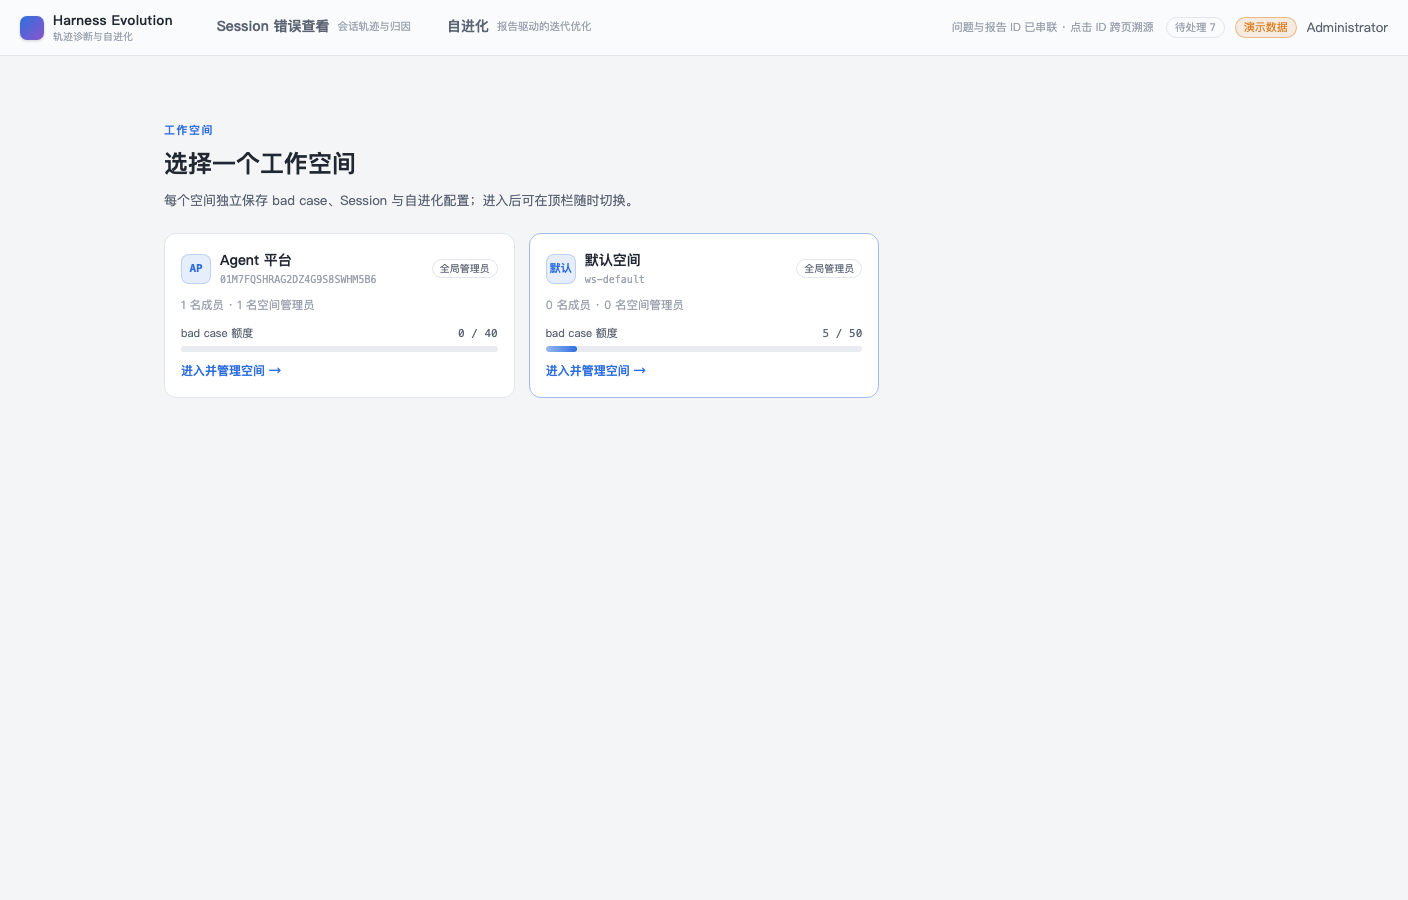 Harness Evolution
轨迹诊断与自进化
Session 错误查看 会话轨迹与归因
自进化 报告驱动的迭代优化
问题与报告 ID 已串联 · 点击 ID 跨页溯源
待处理 7
演示数据
Administrator
工作空间
选择一个工作空间
每个空间独立保存 bad case、Session 与自进化配置；进入后可在顶栏随时切换。
AP
Agent 平台
01M7FQSHRAG2DZ4G9S8SWHM5B6
全局管理员
1 名成员 · 1 名空间管理员
bad case 额度 0 / 40
进入并管理空间 →
默认
默认空间
ws-default
全局管理员
0 名成员 · 0 名空间管理员
bad case 额度 5 / 50
进入并管理空间 →